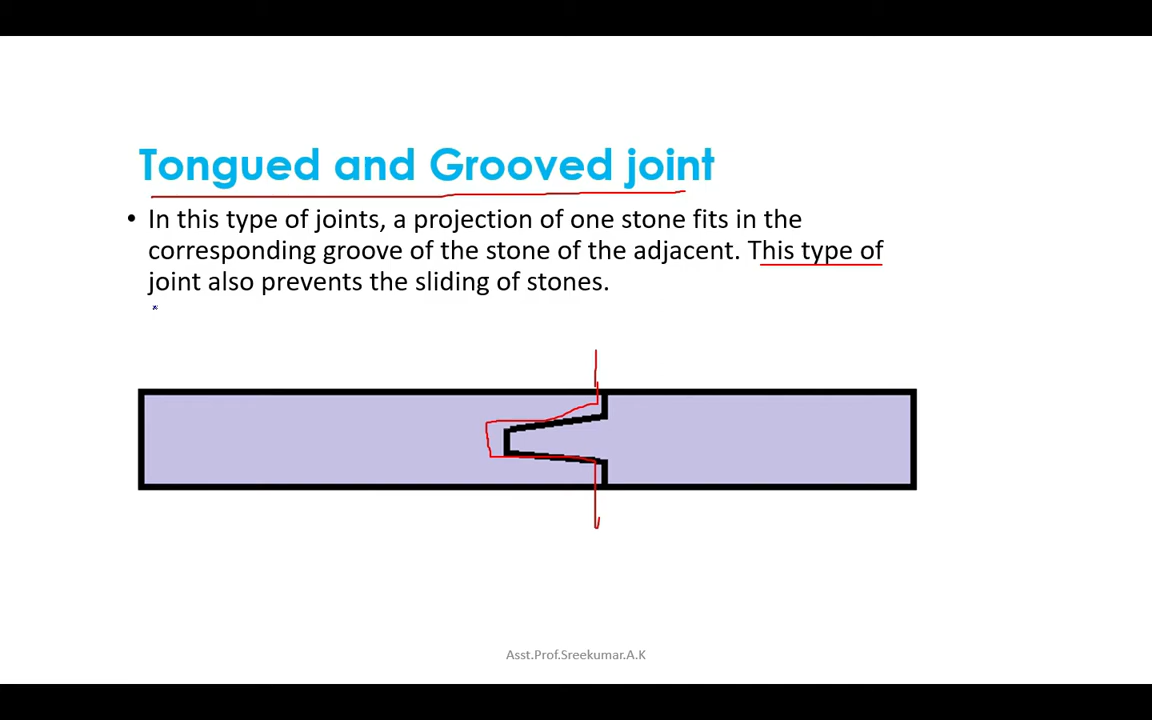 Tongued and Grooved joint
• In this type of joints, a projection of one stone fits in the
corresponding groove of the stone of the adjacent. This type of
joint also prevents the sliding of stones.
Asst.Prof.Sreekumar.A.K